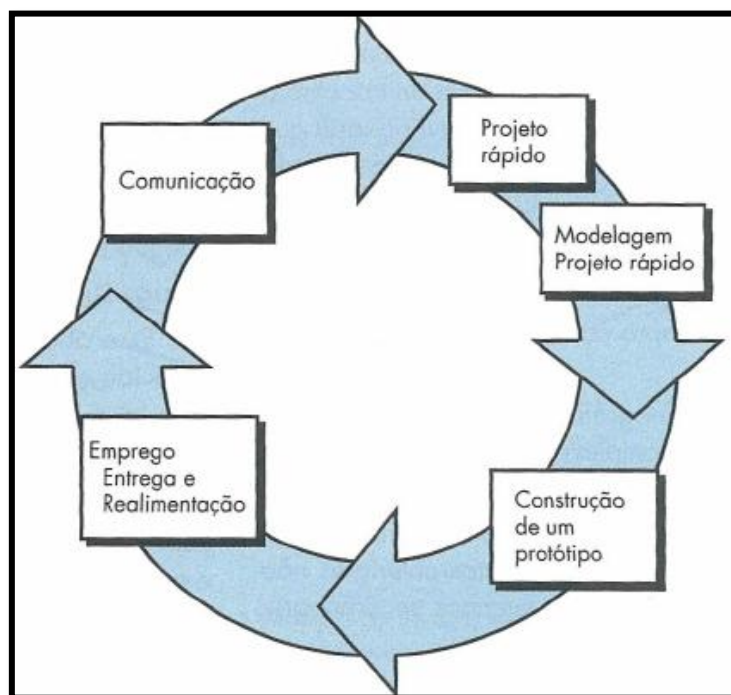 Comunicação
Projeto
rápido
Modelagem
Projeto rápido
Construção
de um
protótipo
Emprego
Entrega e
Realimentação